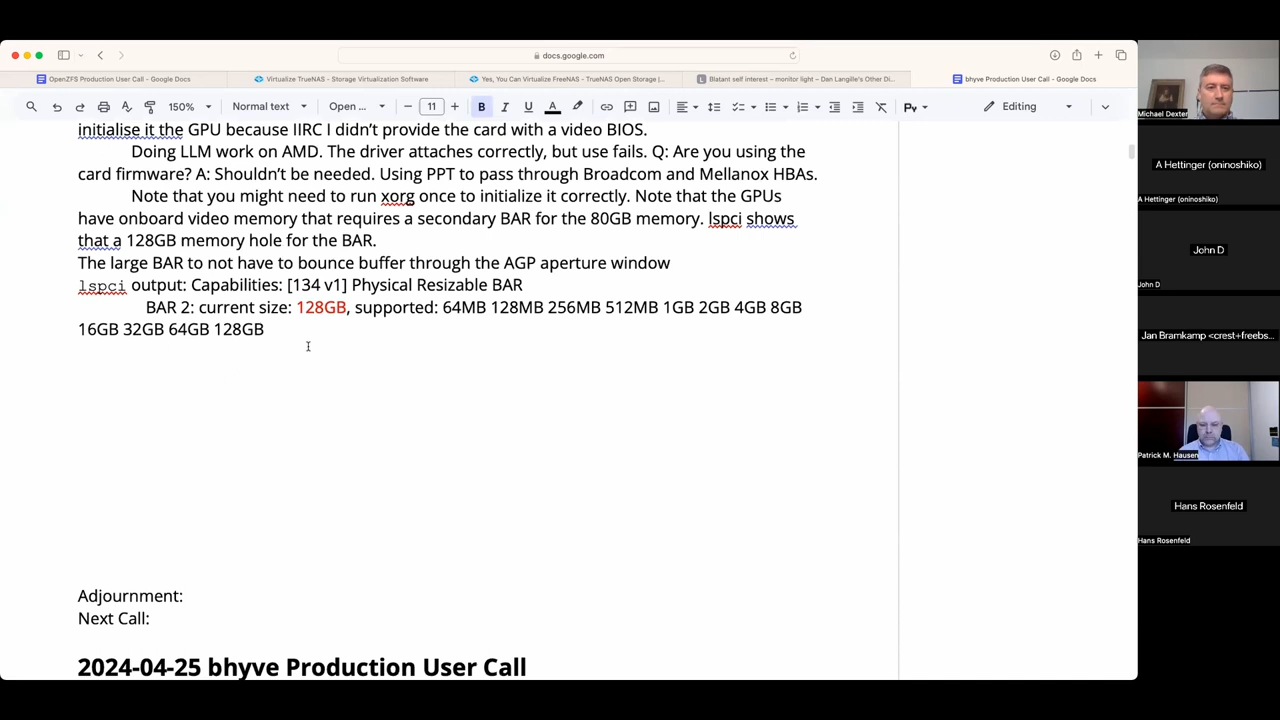 docs.google.com
OpenZFS Production User Call - Google Docs
Virtualize TrueNAS - Storage Virtualization Software
Yes, You Can Virtualize FreeNAS - TrueNAS Open Storage |...
Blatant self interest – monitor light – Dan Langille's Other Di...
bhyve Production User Call - Google Docs
150% Normal text Open ... 11 B I U A Editing
initialise it the GPU because IIRC I didn't provide the card with a video BIOS.
Doing LLM work on AMD. The driver attaches correctly, but use fails. Q: Are you using the
card firmware? A: Shouldn't be needed. Using PPT to pass through Broadcom and Mellanox HBAs.
Note that you might need to run xorg once to initialize it correctly. Note that the GPUs
have onboard video memory that requires a secondary BAR for the 80GB memory. lspci shows
that a 128GB memory hole for the BAR.
The large BAR to not have to bounce buffer through the AGP aperture window
lspci output: Capabilities: [134 v1] Physical Resizable BAR
BAR 2: current size: 128GB, supported: 64MB 128MB 256MB 512MB 1GB 2GB 4GB 8GB
16GB 32GB 64GB 128GB
Adjournment:
Next Call:
2024-04-25 bhyve Production User Call
Michael Dexter
A Hettinger (oninoshiko)
A Hettinger (oninoshiko)
John D
John D
Jan Bramkamp <crest+freebs...
Patrick M. Hausen
Hans Rosenfeld
Hans Rosenfeld